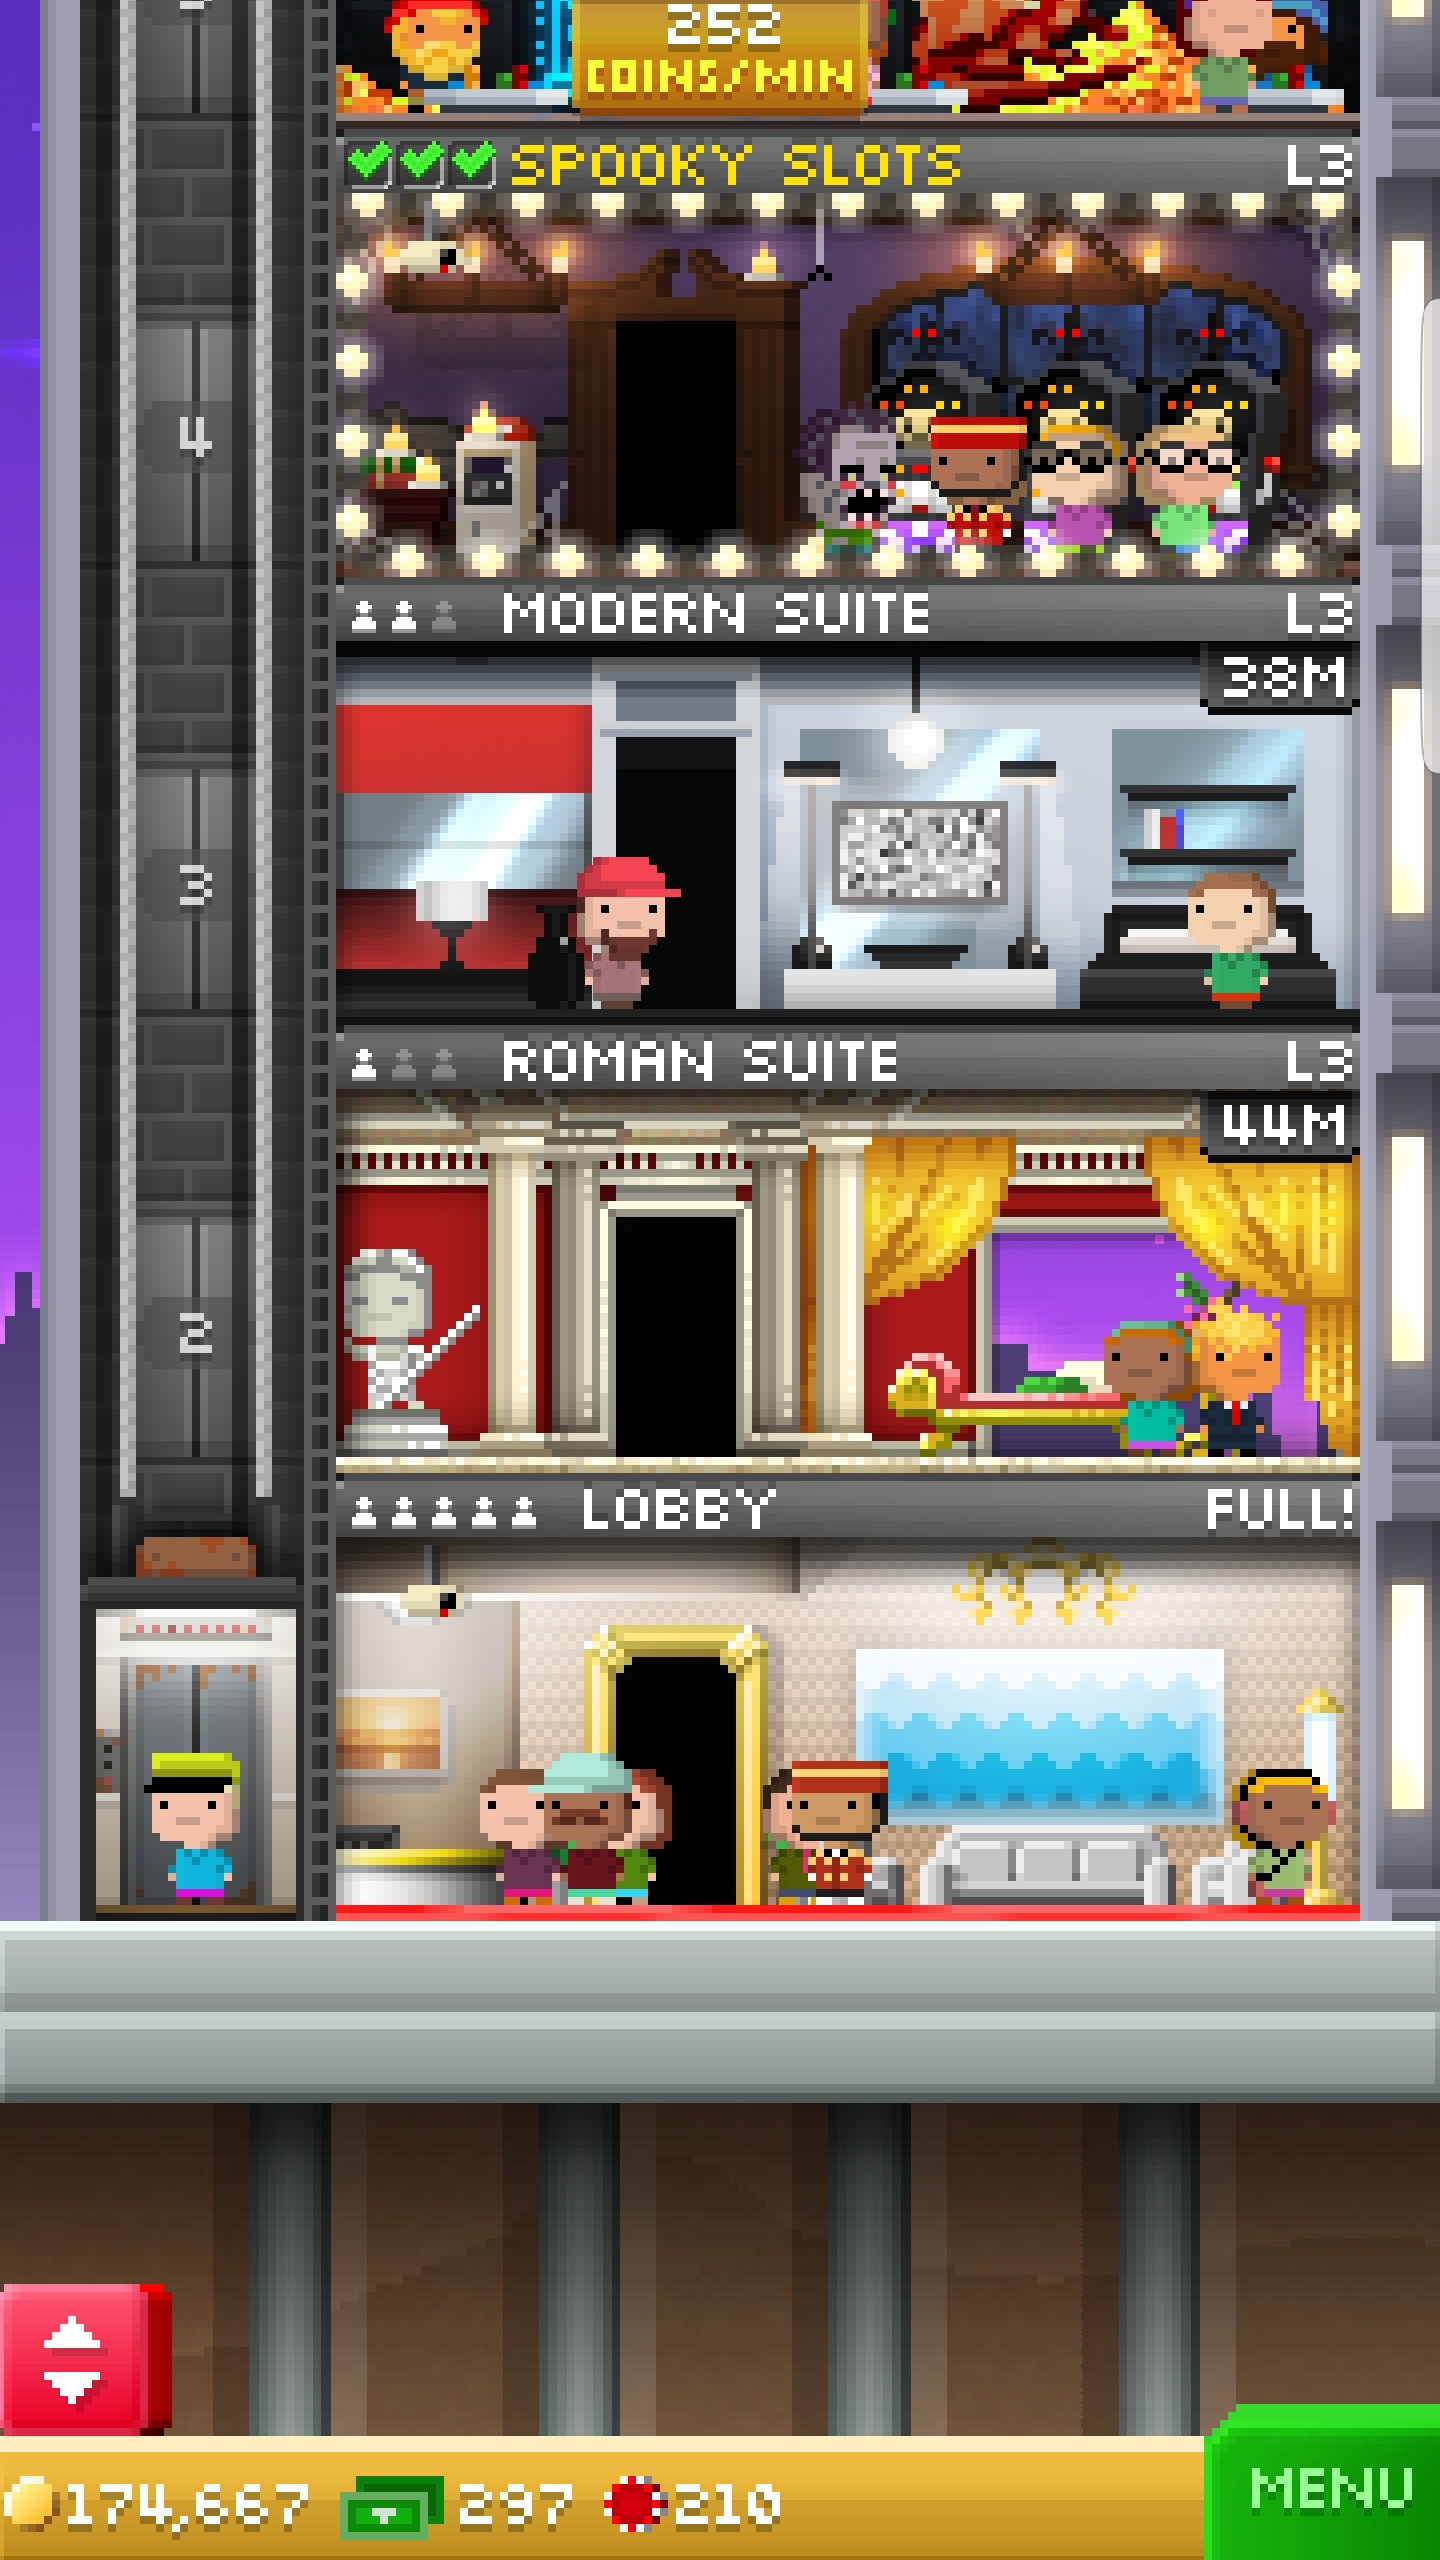 252
COINS/MIN
SPOOKY SLOTS L3
4
MODERN SUITE L3
38M
3
ROMAN SUITE L3
44M
2
LOBBY FULL!
174,667 297 210
MENU